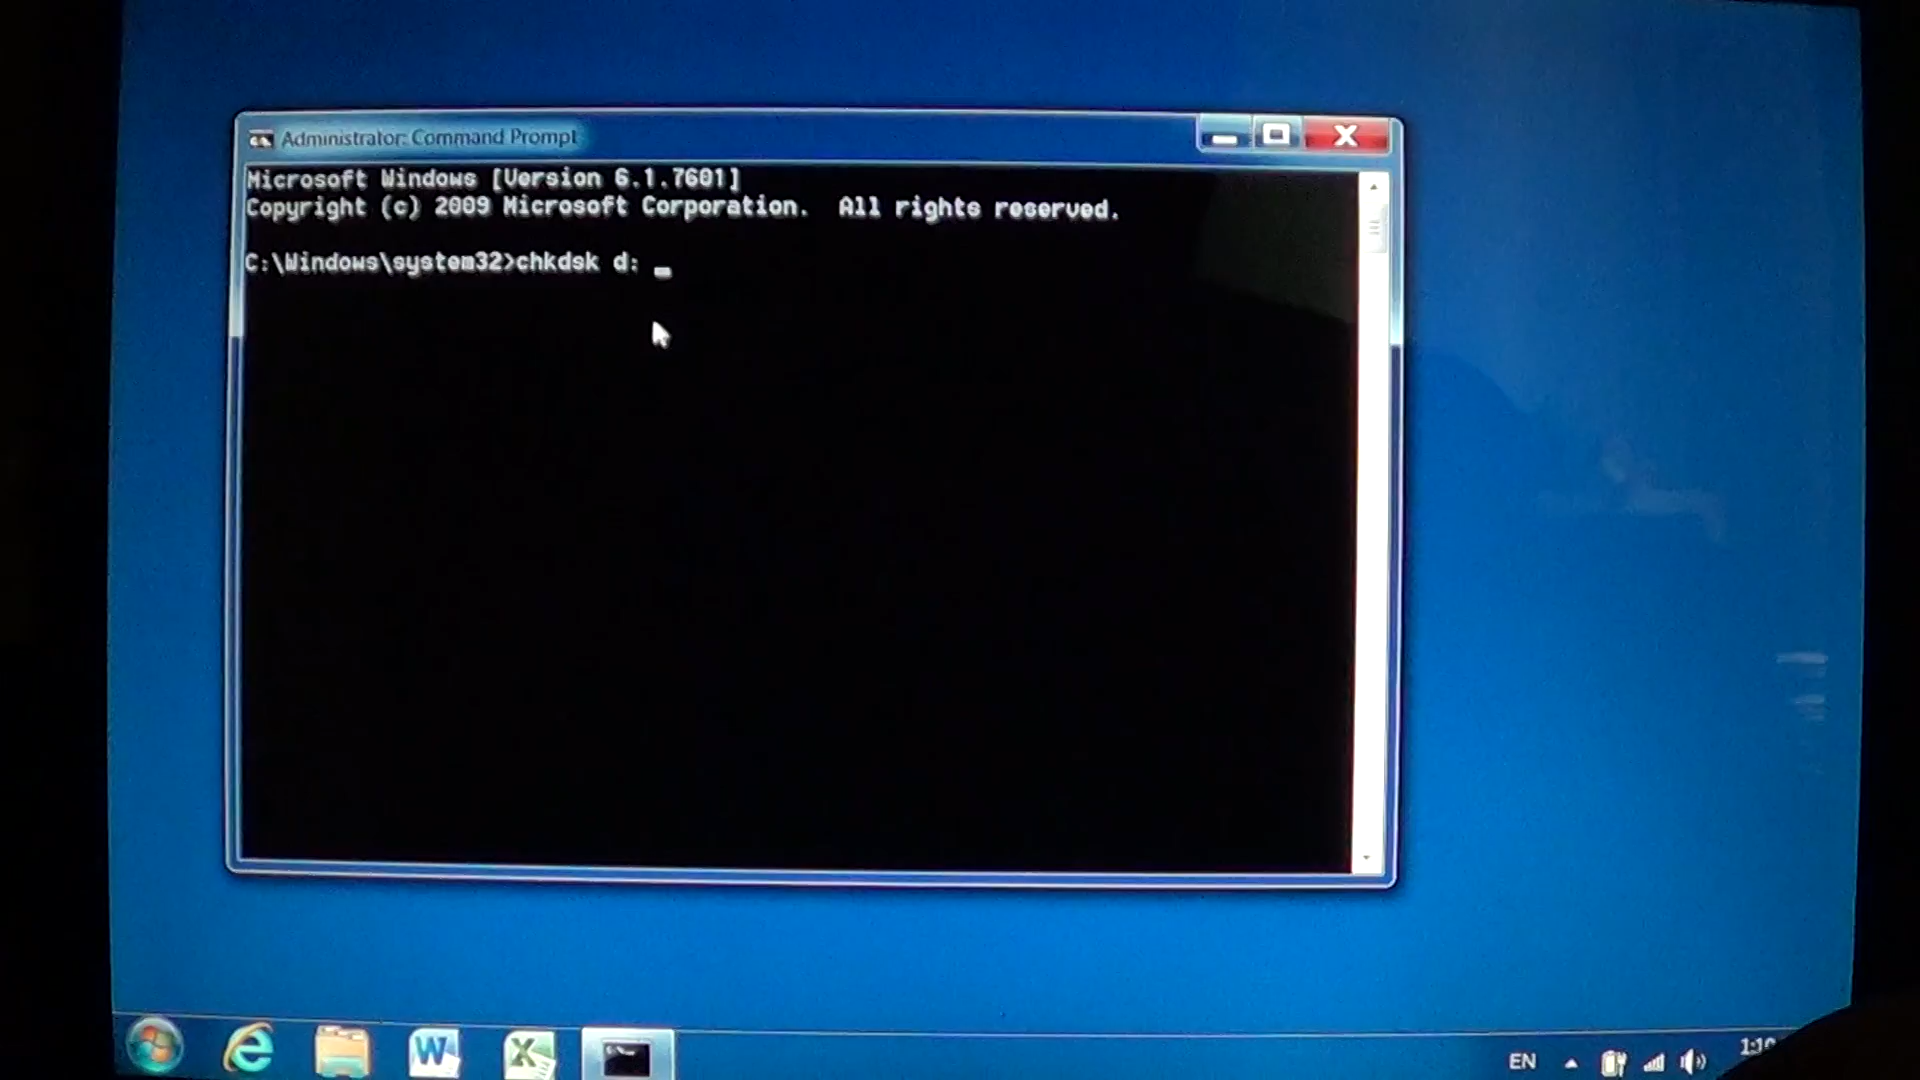 Administrator: Command Prompt
Microsoft Windows [Version 6.1.7601]
Copyright (c) 2009 Microsoft Corporation.  All rights reserved.
C:\Windows\system32>chkdsk d:
EN